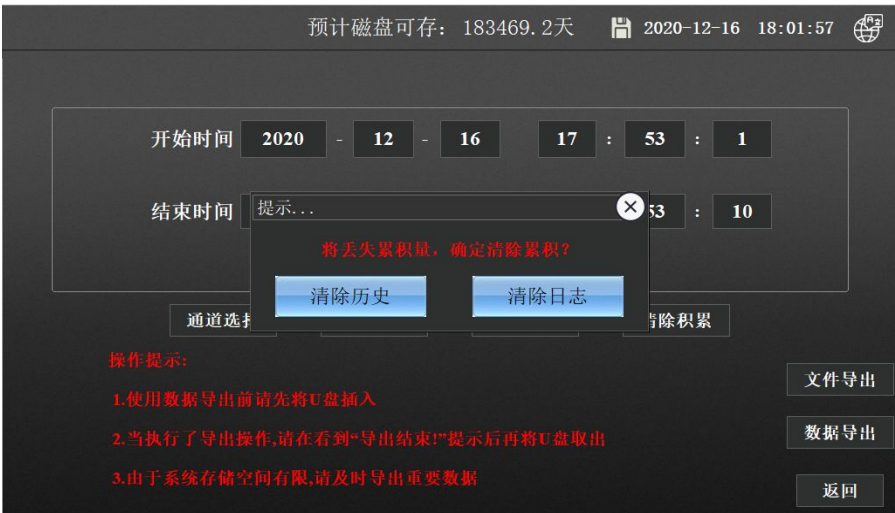 预计磁盘可存： 183469.2天 2020-12-16 18:01:57
开始时间 2020 - 12 - 16 17 : 53 : 1
结束时间 53 : 10
提示...
将丢失累积量，确定清除累积？
清除历史 清除日志
通道选择 清除积累
操作提示:
1.使用数据导出前请先将U盘插入
2.当执行了导出操作,请在看到“导出结束!”提示后再将U盘取出
3.由于系统存储空间有限,请及时导出重要数据
文件导出
数据导出
返回